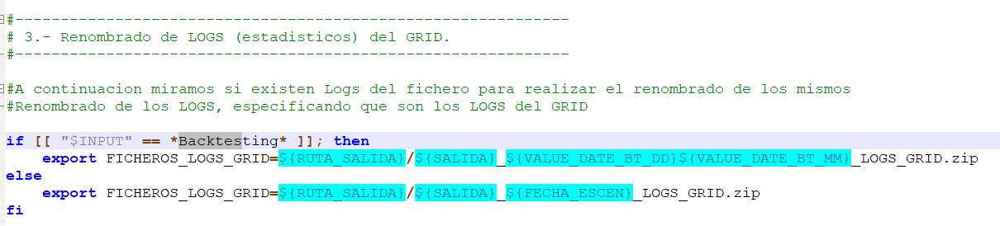 #--------------------------------------------------------------
# 3.- Renombrado de LOGS (estadisticos) del GRID.
#--------------------------------------------------------------
#A continuacion miramos si existen Logs del fichero para realizar el renombrado de los mismos
#Renombrado de los LOGS, especificando que son los LOGS del GRID
if [[ "$INPUT" == *Backtesting* ]]; then
    export FICHEROS_LOGS_GRID=${RUTA_SALIDA}/${SALIDA}_${VALUE_DATE_BT_DD}${VALUE_DATE_BT_MM}_LOGS_GRID.zip
else
    export FICHEROS_LOGS_GRID=${RUTA_SALIDA}/${SALIDA}_${FECHA_ESCEN}_LOGS_GRID.zip
fi